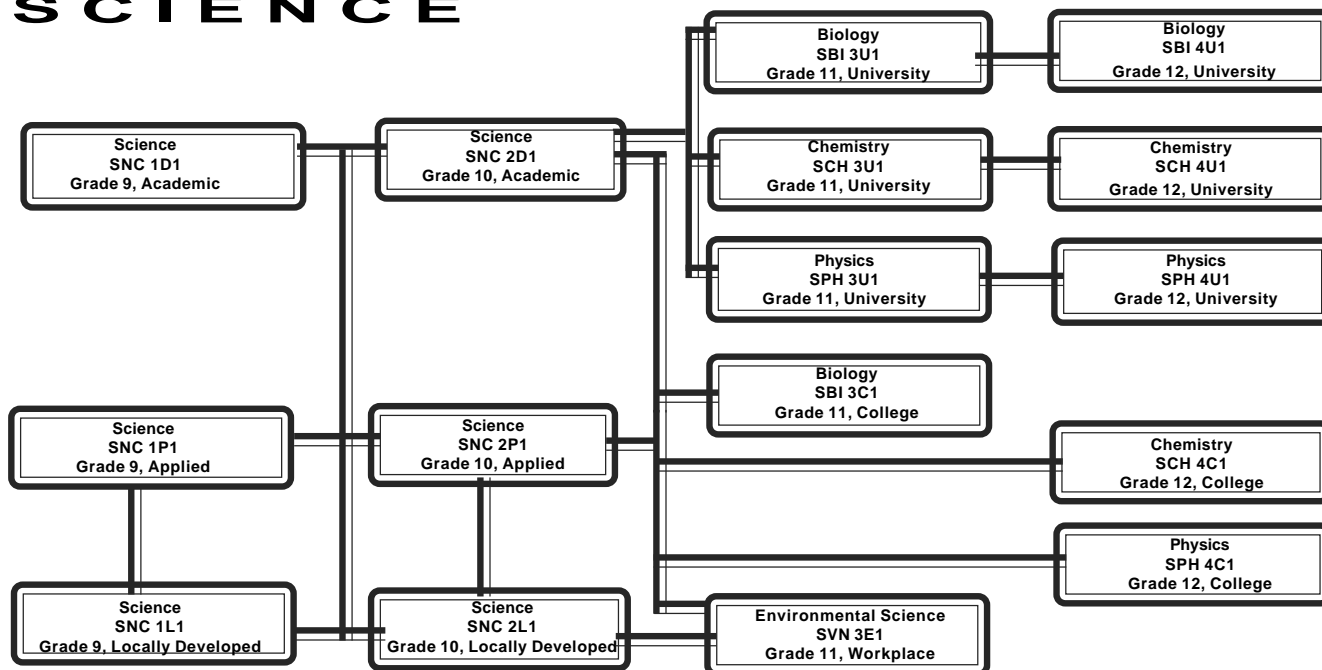 SCIENCE
Biology
SBI 3U1
Grade 11, University
Biology
SBI 4U1
Grade 12, University
Science
SNC 1D1
Grade 9, Academic
Science
SNC 2D1
Grade 10, Academic
Chemistry
SCH 3U1
Grade 11, University
Chemistry
SCH 4U1
Grade 12, University
Physics
SPH 3U1
Grade 11, University
Physics
SPH 4U1
Grade 12, University
Biology
SBI 3C1
Grade 11, College
Science
SNC 1P1
Grade 9, Applied
Science
SNC 2P1
Grade 10, Applied
Chemistry
SCH 4C1
Grade 12, College
Physics
SPH 4C1
Grade 12, College
Science
SNC 1L1
Grade 9, Locally Developed
Science
SNC 2L1
Grade 10, Locally Developed
Environmental Science
SVN 3E1
Grade 11, Workplace